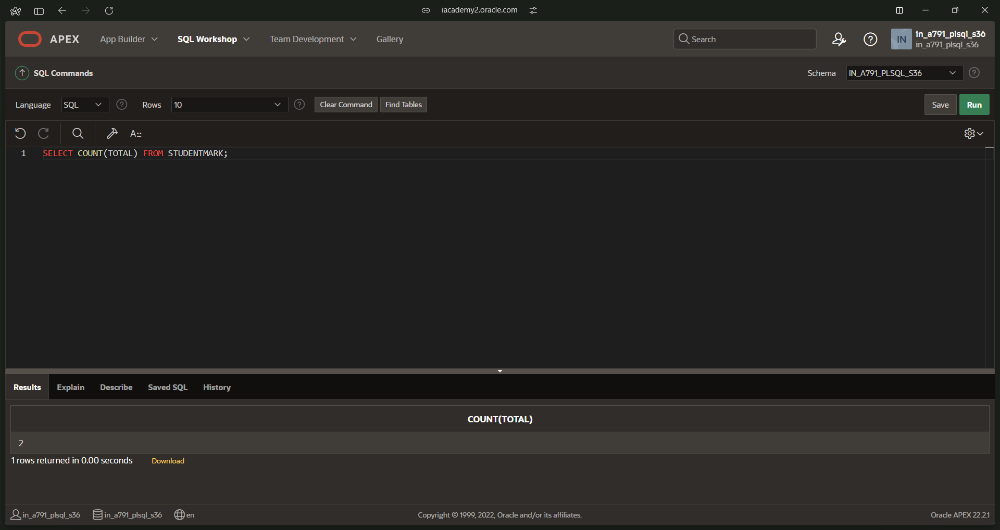 iacademy2.oracle.com
APEX App Builder SQL Workshop Team Development Gallery Search IN in_a791_plsql_s36
in_a791_plsql_s36
SQL Commands Schema IN_A791_PLSQL_S36
Language SQL Rows 10 Clear Command Find Tables Save Run
A::
1 SELECT COUNT(TOTAL) FROM STUDENTMARK;
Results Explain Describe Saved SQL History
COUNT(TOTAL)
2
1 rows returned in 0.00 seconds Download
in_a791_plsql_s36 in_a791_plsql_s36 en Copyright © 1999, 2022, Oracle and/or its affiliates. Oracle APEX 22.2.1